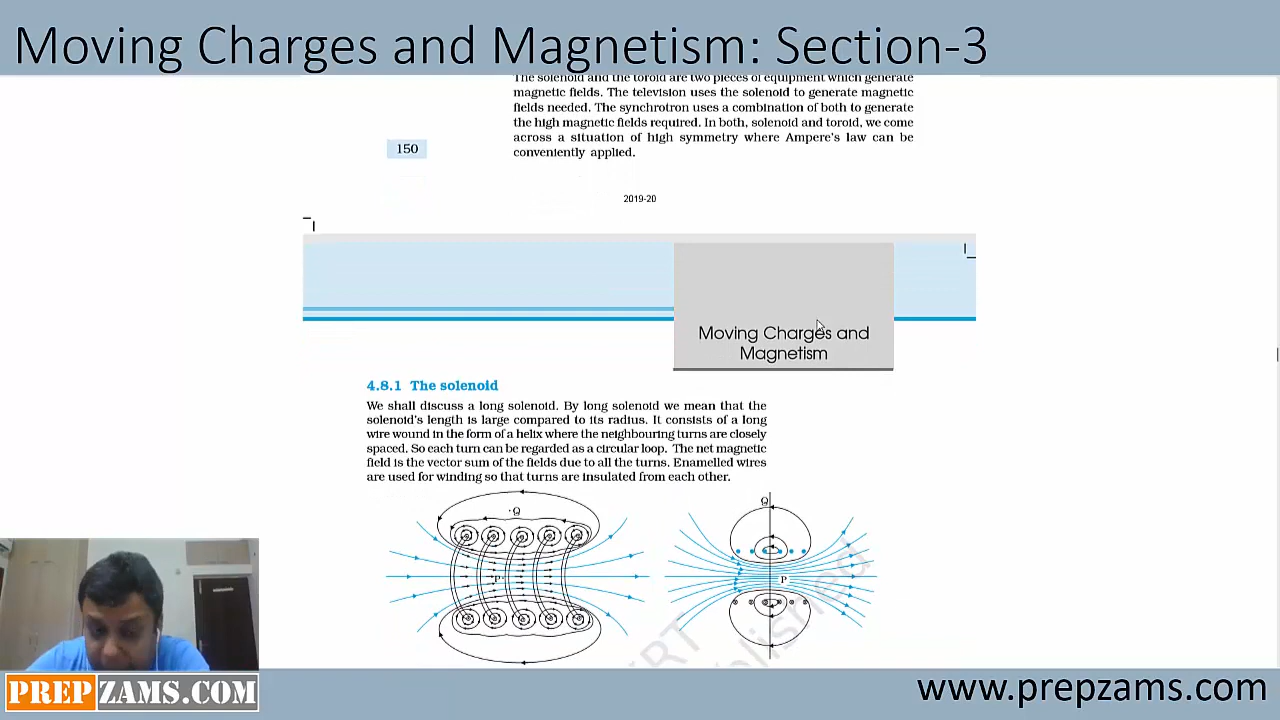 Moving Charges and Magnetism: Section-3
The solenoid and the toroid are two pieces of equipment which generate
magnetic fields. The television uses the solenoid to generate magnetic
fields needed. The synchrotron uses a combination of both to generate
the high magnetic fields required. In both, solenoid and toroid, we come
across a situation of high symmetry where Ampere's law can be
conveniently applied.
150
2019-20
Moving Charges and
Magnetism
4.8.1 The solenoid
We shall discuss a long solenoid. By long solenoid we mean that the
solenoid's length is large compared to its radius. It consists of a long
wire wound in the form of a helix where the neighbouring turns are closely
spaced. So each turn can be regarded as a circular loop. The net magnetic
field is the vector sum of the fields due to all the turns. Enamelled wires
are used for winding so that turns are insulated from each other.
Q
P
Q
P
PREPZAMS.COM
www.prepzams.com